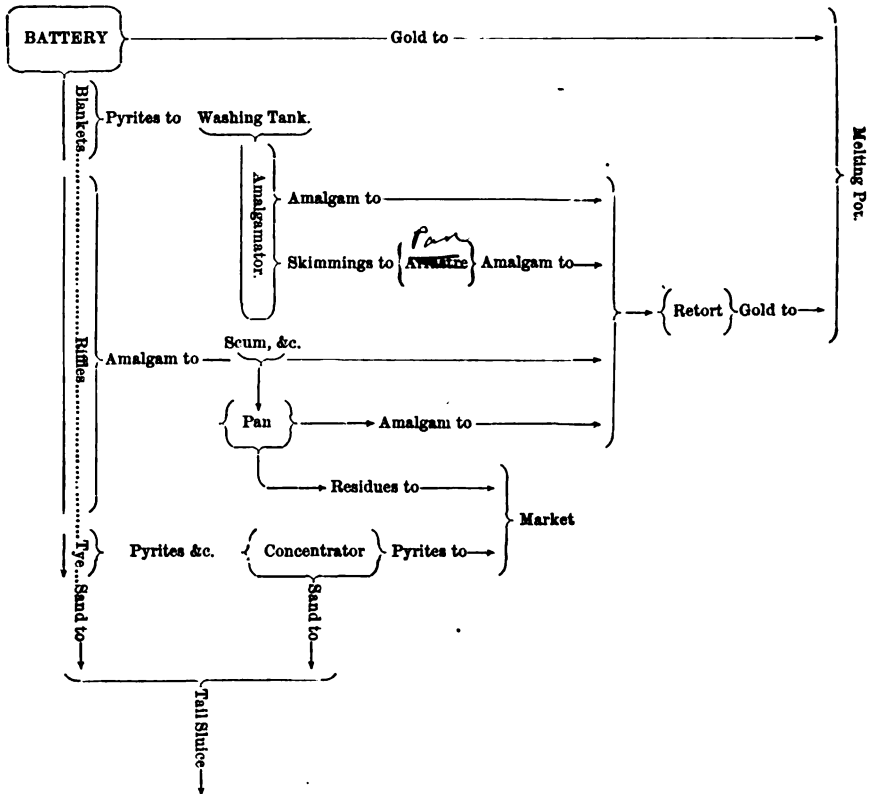 BATTERY Gold to
Melting Pot.
Blankets Pyrites to Washing Tank.
Amalgamator.
Amalgam to
Skimmings to Pan Arrastre Amalgam to
Retort Gold to
Scum, &c.
Riffles Amalgam to
Pan Amalgam to
Residues to
Market
Tye Pyrites &c. Concentrator Pyrites to
Sand to Sand to
Tail Sluice